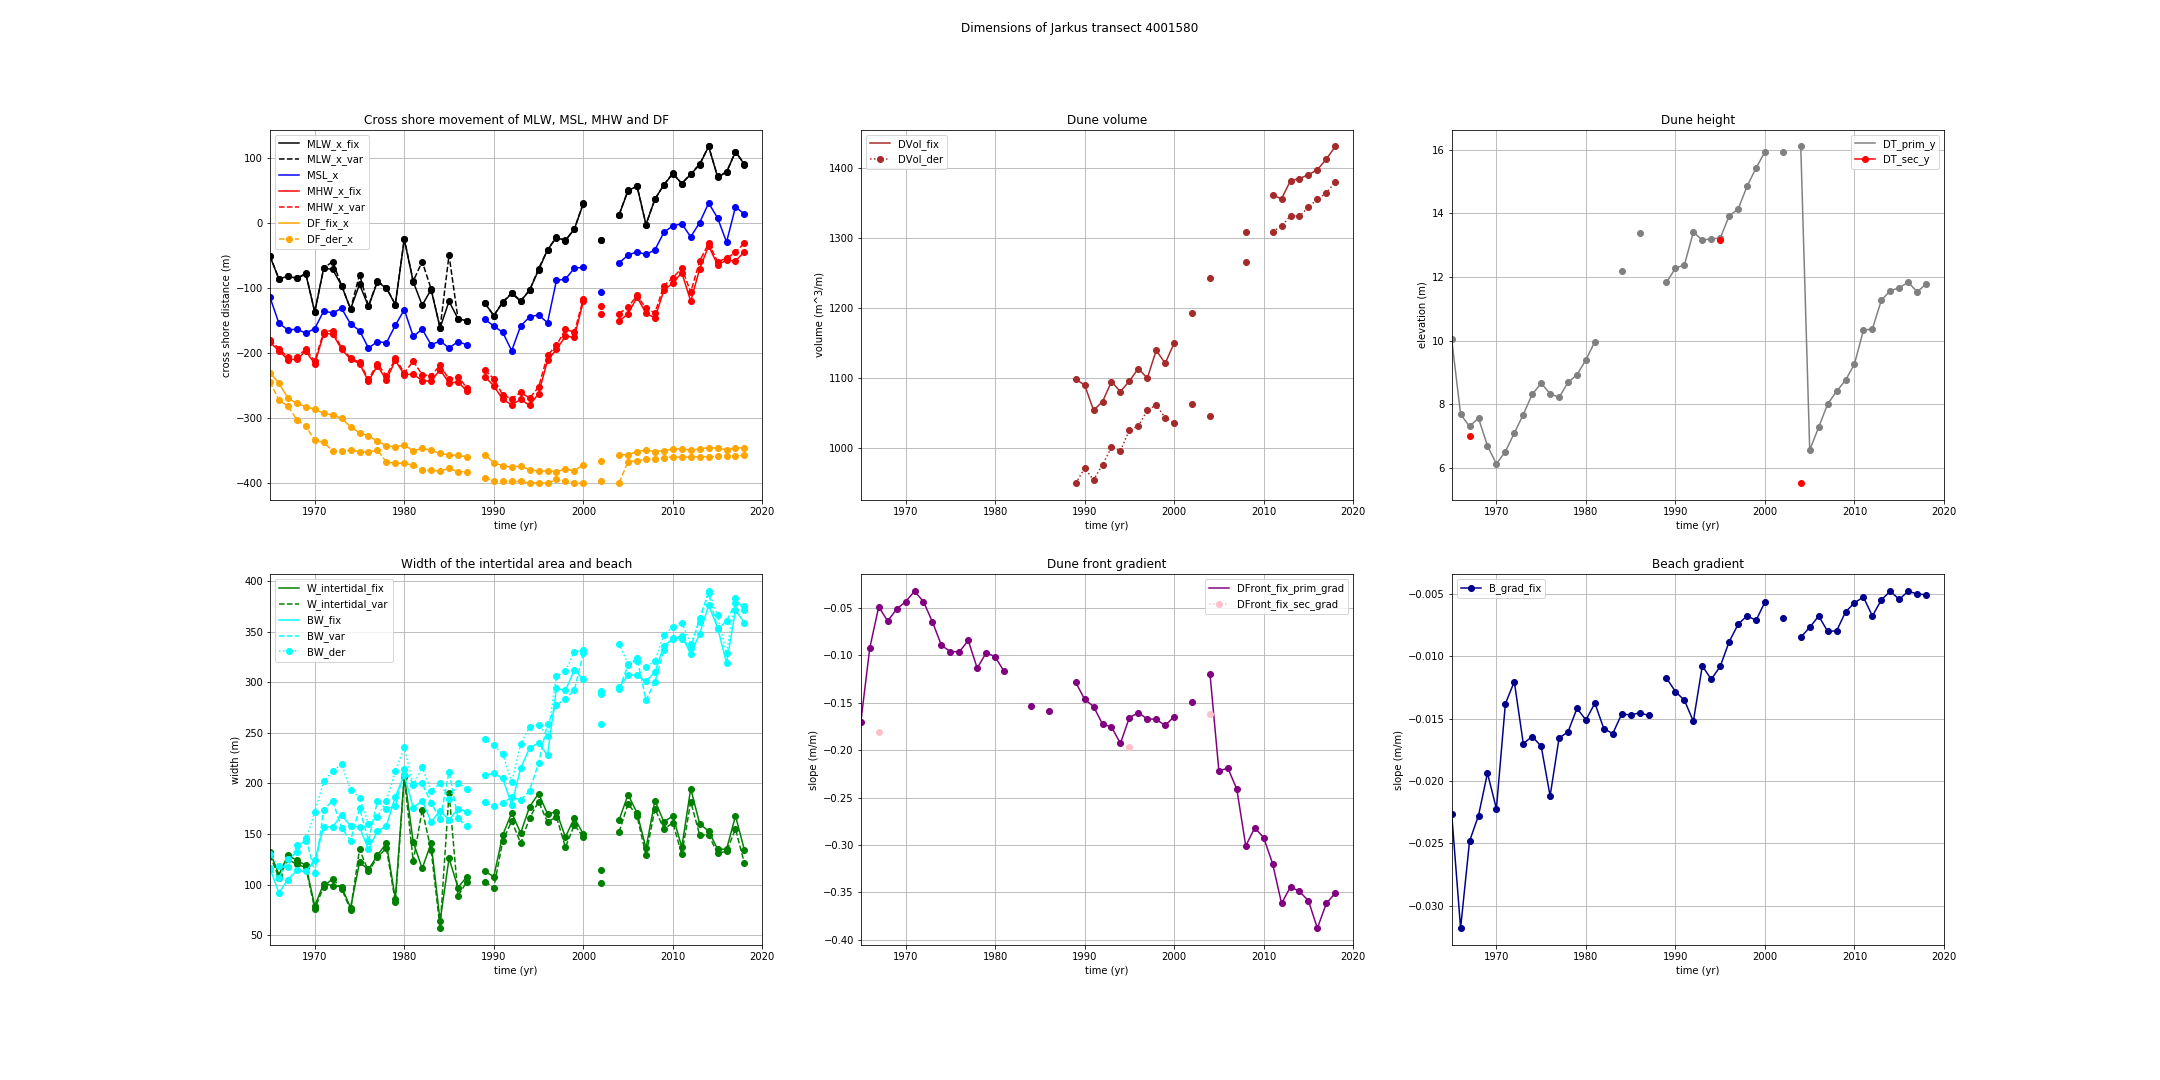 Dimensions of Jarkus transect 4001580
Cross shore movement of MLW, MSL, MHW and DF
MLW_x_fix
MLW_x_var
MSL_x
MHW_x_fix
MHW_x_var
DF_fix_x
DF_der_x
cross shore distance (m)
100
0
−100
−200
−300
−400
1970 1980 1990 2000 2010 2020
time (yr)
Dune volume
DVol_fix
DVol_der
volume (m^3/m)
1400
1300
1200
1100
1000
1970 1980 1990 2000 2010 2020
time (yr)
Dune height
DT_prim_y
DT_sec_y
elevation (m)
16
14
12
10
8
6
1970 1980 1990 2000 2010 2020
time (yr)
Width of the intertidal area and beach
W_intertidal_fix
W_intertidal_var
BW_fix
BW_var
BW_der
width (m)
400
350
300
250
200
150
100
50
1970 1980 1990 2000 2010 2020
time (yr)
Dune front gradient
DFront_fix_prim_grad
DFront_fix_sec_grad
slope (m/m)
−0.05
−0.10
−0.15
−0.20
−0.25
−0.30
−0.35
−0.40
1970 1980 1990 2000 2010 2020
time (yr)
Beach gradient
B_grad_fix
slope (m/m)
−0.005
−0.010
−0.015
−0.020
−0.025
−0.030
1970 1980 1990 2000 2010 2020
time (yr)